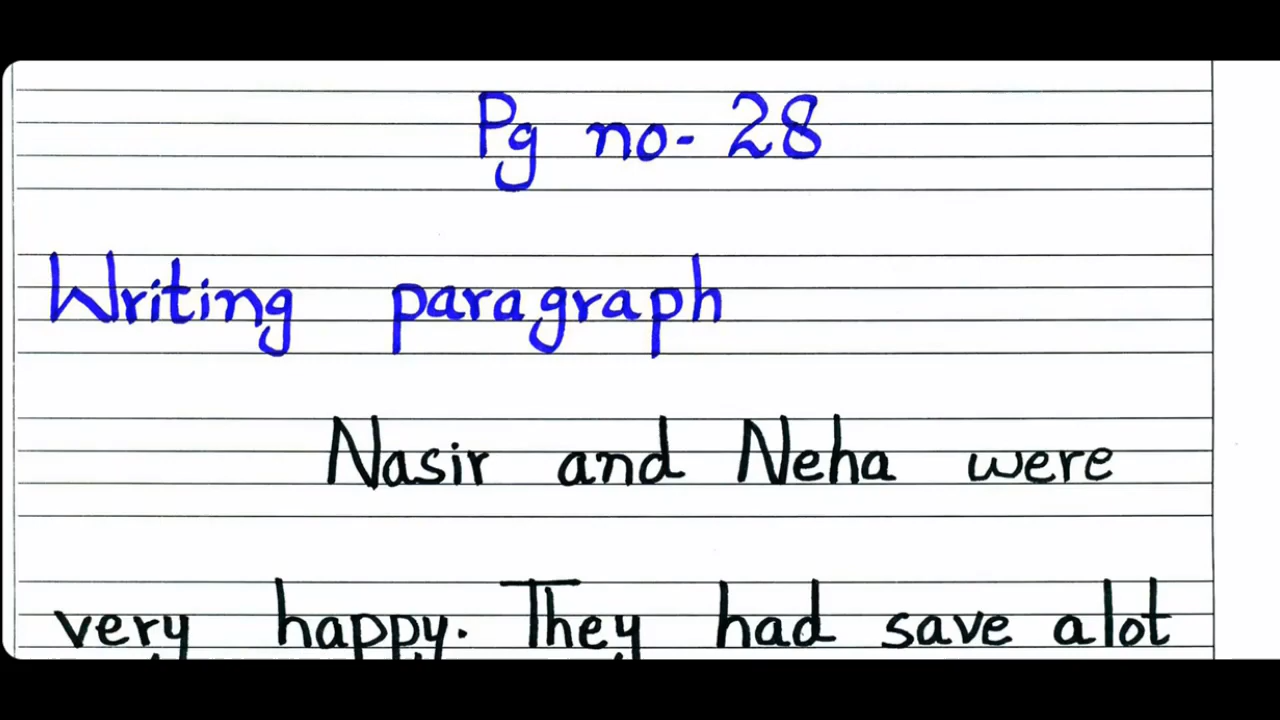 Pg no- 28
Writing paragraph
Nasir and Neha were
very happy. They had save alot